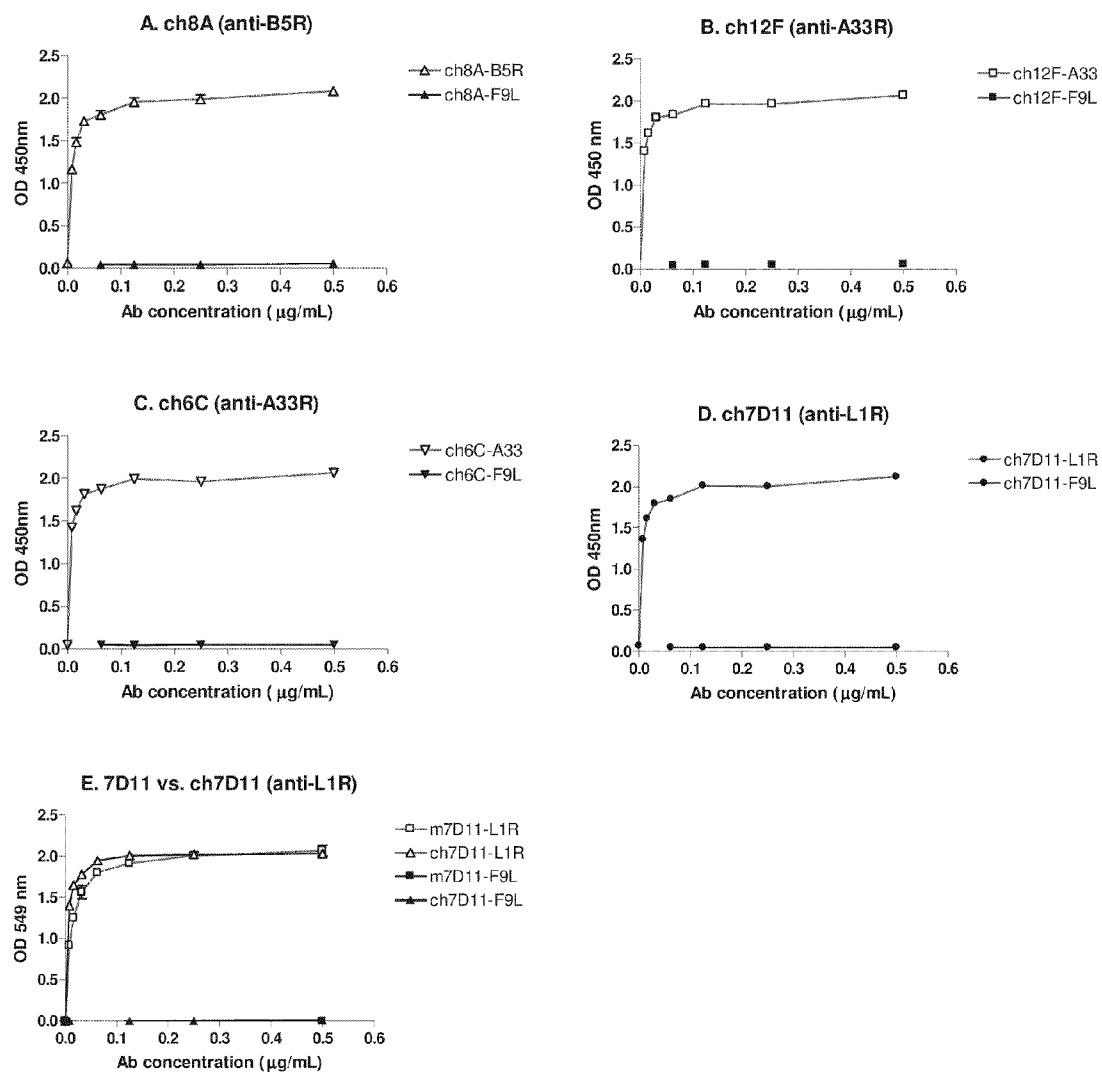 A. ch8A (anti-B5R)
2.5
2.0
1.5
1.0
0.5
0.0
OD 450nm
0.0 0.1 0.2 0.3 0.4 0.5 0.6
Ab concentration ( µg/mL)
ch8A-B5R
ch8A-F9L
B. ch12F (anti-A33R)
2.5
2.0
1.5
1.0
0.5
0.0
OD 450 nm
0.0 0.1 0.2 0.3 0.4 0.5 0.6
Ab concentration (µg/mL)
ch12F-A33
ch12F-F9L
C. ch6C (anti-A33R)
2.5
2.0
1.5
1.0
0.5
0.0
OD 450nm
0.0 0.1 0.2 0.3 0.4 0.5 0.6
Ab concentration ( µg/mL)
ch6C-A33
ch6C-F9L
D. ch7D11 (anti-L1R)
2.5
2.0
1.5
1.0
0.5
0.0
OD 450nm
0.0 0.1 0.2 0.3 0.4 0.5 0.6
Ab concentration ( µg/mL)
ch7D11-L1R
ch7D11-F9L
E. 7D11 vs. ch7D11 (anti-L1R)
2.5
2.0
1.5
1.0
0.5
0.0
OD 549 nm
0.0 0.1 0.2 0.3 0.4 0.5 0.6
Ab concentration (µg/mL)
m7D11-L1R
ch7D11-L1R
m7D11-F9L
ch7D11-F9L